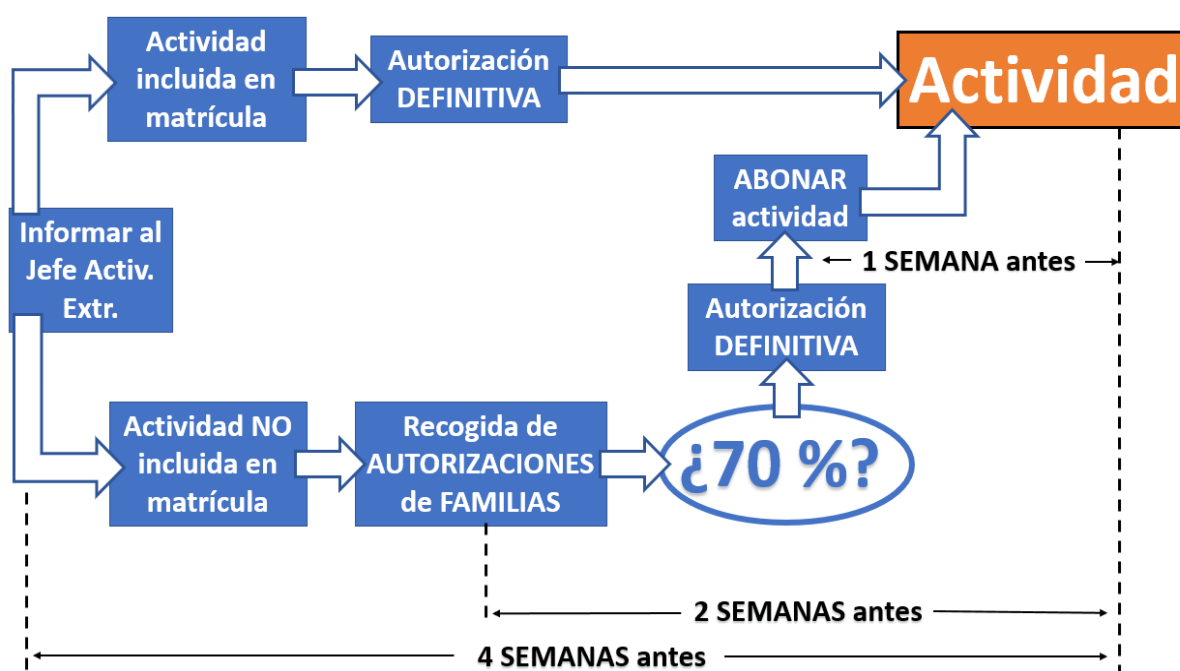 Actividad
incluida en
matrícula
Autorización
DEFINITIVA
Actividad
Informar al
Jefe Activ.
Extr.
ABONAR
actividad
1 SEMANA antes
Autorización
DEFINITIVA
Actividad NO
incluida en
matrícula
Recogida de
AUTORIZACIONES
de FAMILIAS
¿70 %?
2 SEMANAS antes
4 SEMANAS antes